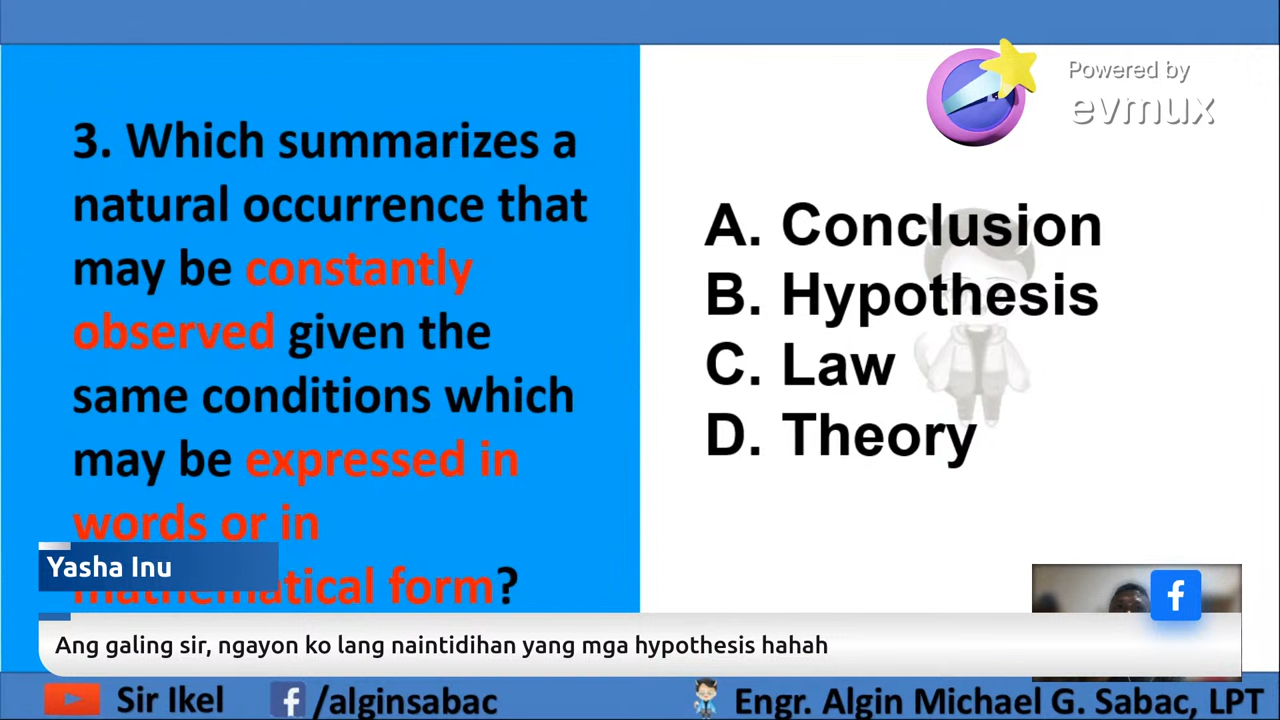 Powered by
evmux
3. Which summarizes a
natural occurrence that
may be constantly
observed given the
same conditions which
may be expressed in
words or in
mathematical form?
A. Conclusion
B. Hypothesis
C. Law
D. Theory
Yasha Inu
Ang galing sir, ngayon ko lang naintidihan yang mga hypothesis hahah
Sir Ikel
/alginsabac
Engr. Algin Michael G. Sabac, LPT